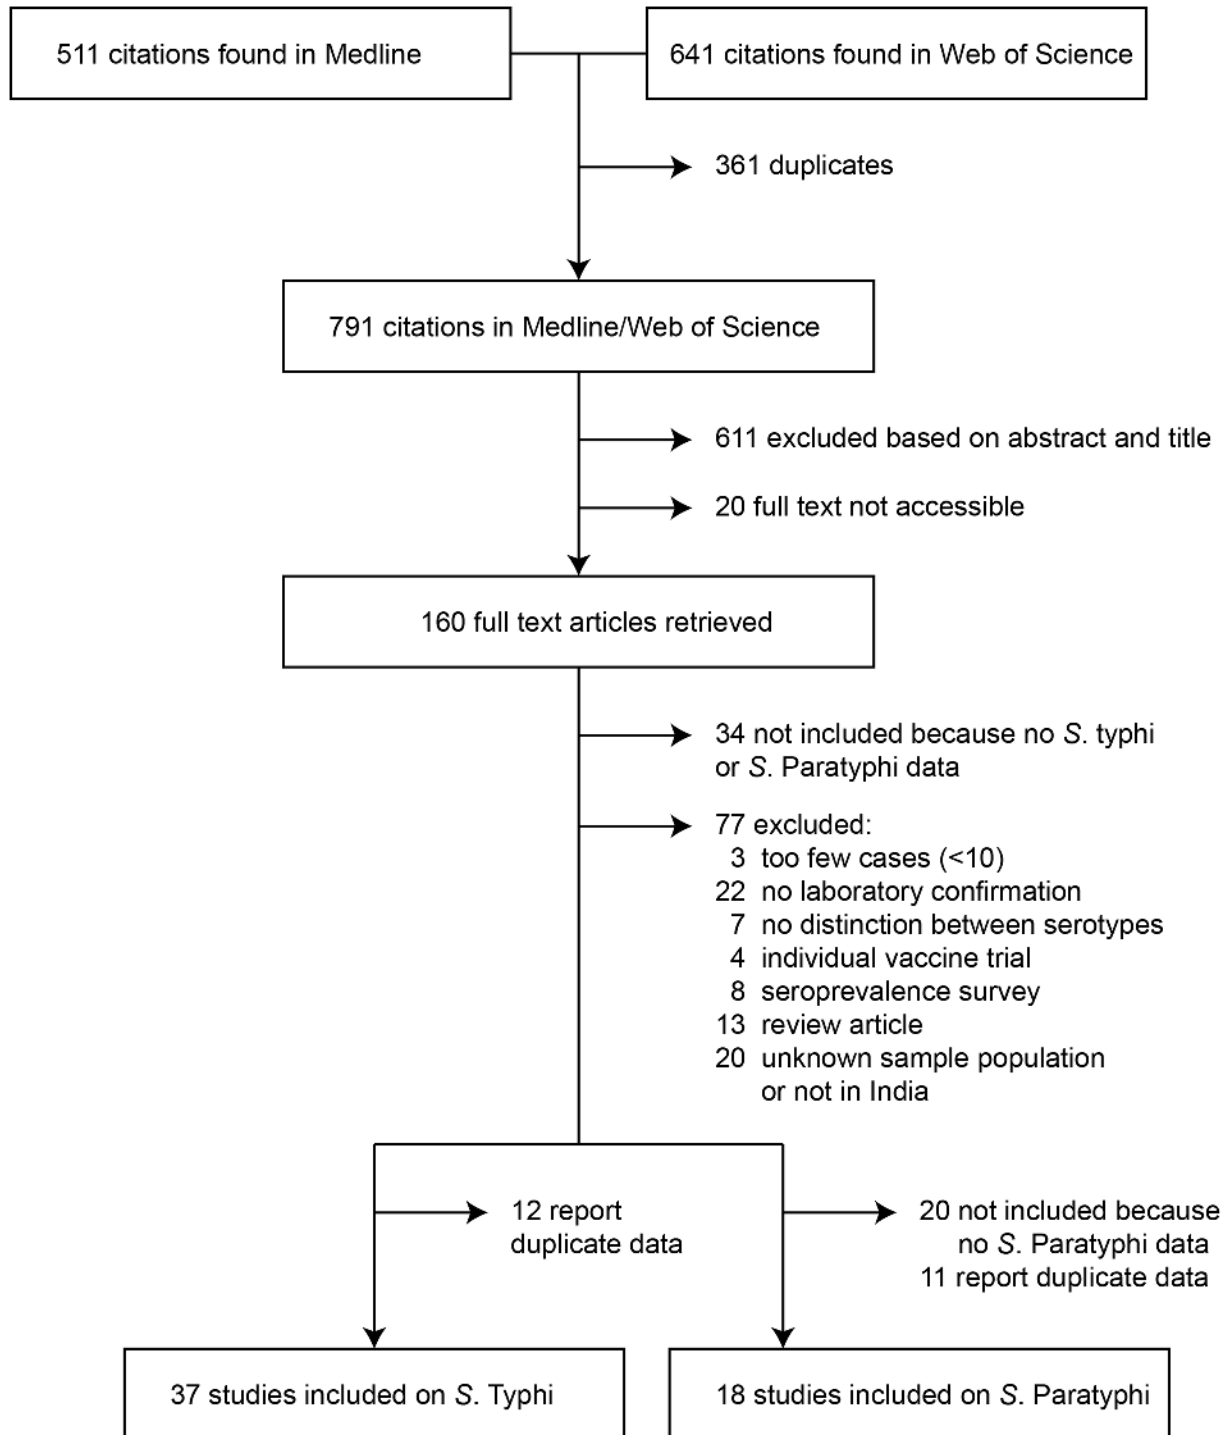 511 citations found in Medline
641 citations found in Web of Science
361 duplicates
791 citations in Medline/Web of Science
611 excluded based on abstract and title
20 full text not accessible
160 full text articles retrieved
34 not included because no S. typhi
or S. Paratyphi data
77 excluded:
3 too few cases (<10)
22 no laboratory confirmation
7 no distinction between serotypes
4 individual vaccine trial
8 seroprevalence survey
13 review article
20 unknown sample population
or not in India
12 report
duplicate data
20 not included because
no S. Paratyphi data
11 report duplicate data
37 studies included on S. Typhi
18 studies included on S. Paratyphi